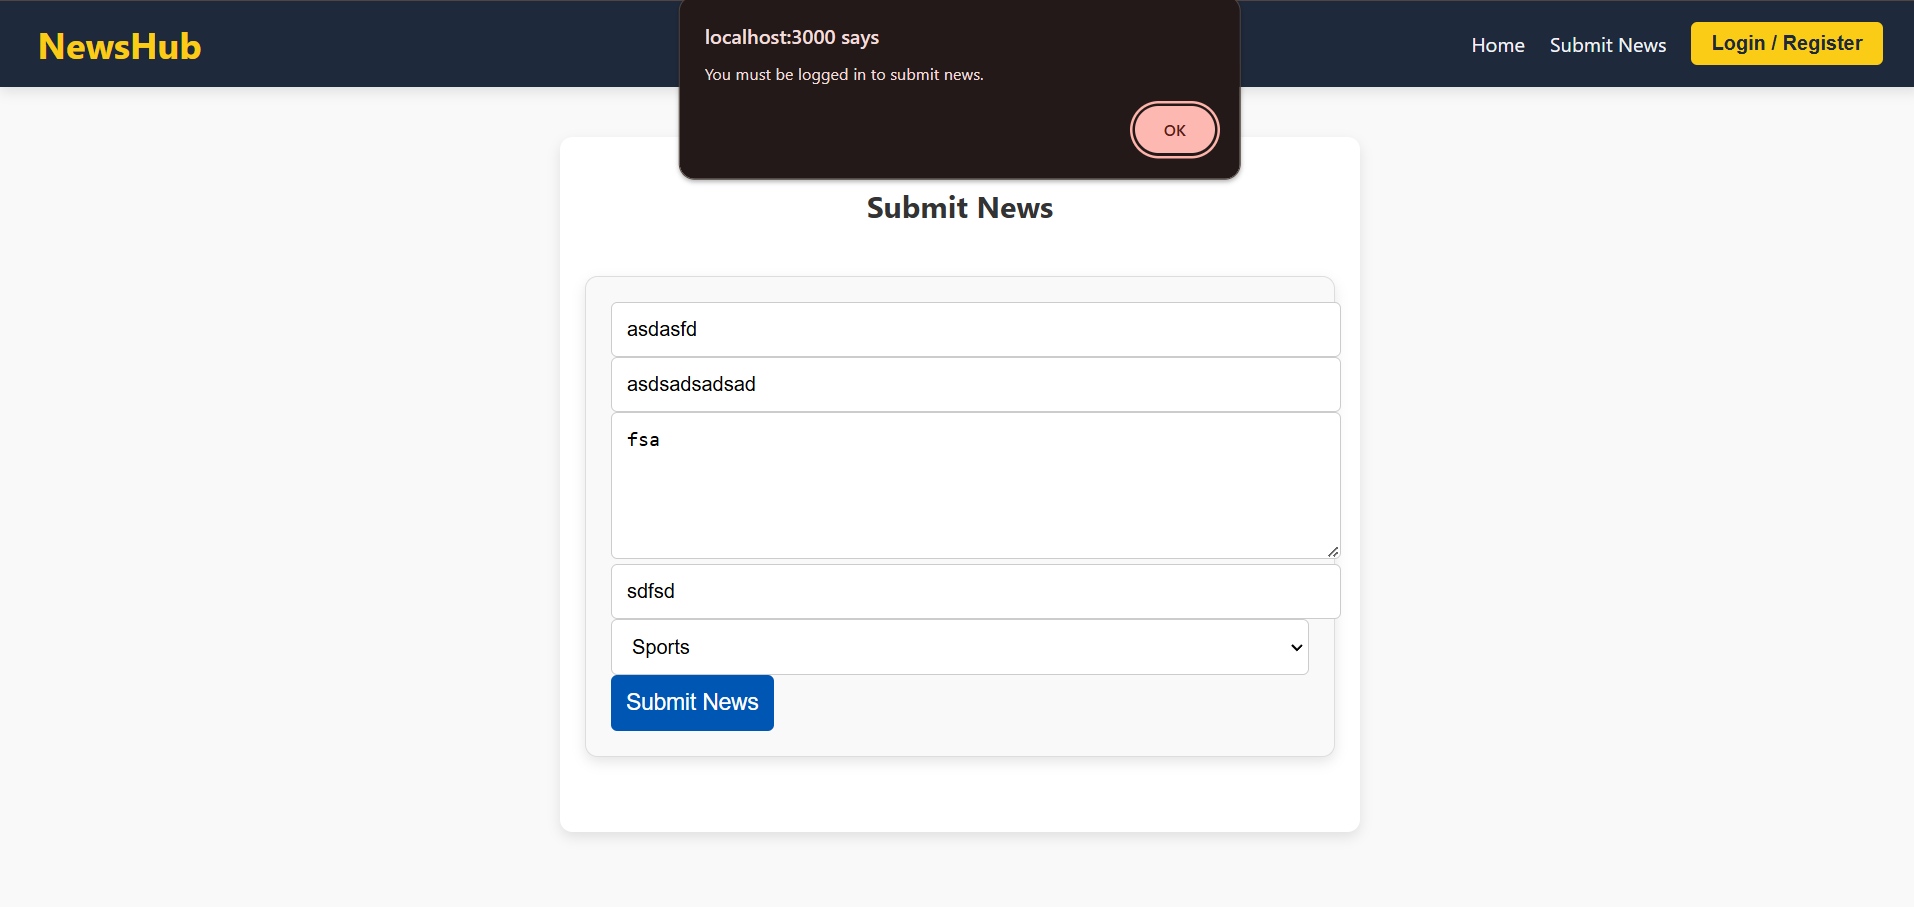 NewsHub
localhost:3000 says
You must be logged in to submit news.
OK
Home
Submit News
Login / Register
Submit News
asdasfd
asdsadsadsad
fsa
sdfsd
Sports
Submit News